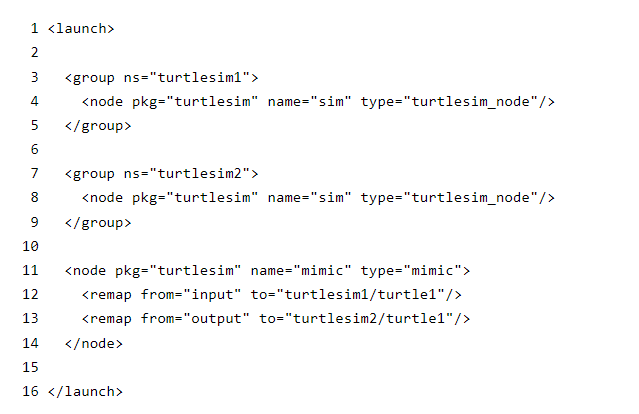 1 <launch>
2
3   <group ns="turtlesim1">
4     <node pkg="turtlesim" name="sim" type="turtlesim_node"/>
5   </group>
6
7   <group ns="turtlesim2">
8     <node pkg="turtlesim" name="sim" type="turtlesim_node"/>
9   </group>
10
11   <node pkg="turtlesim" name="mimic" type="mimic">
12     <remap from="input" to="turtlesim1/turtle1"/>
13     <remap from="output" to="turtlesim2/turtle1"/>
14   </node>
15
16 </launch>